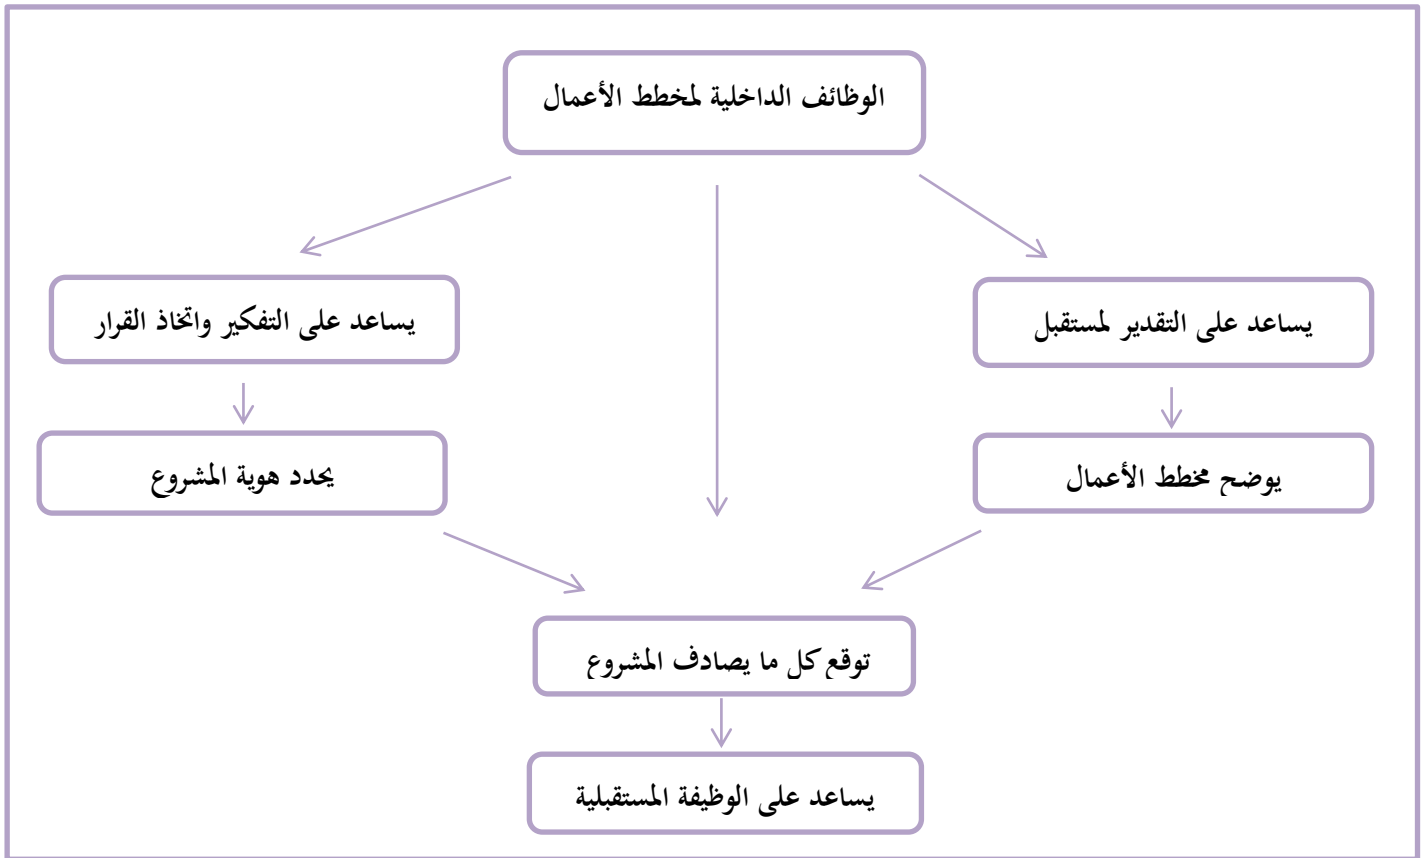 الوظائف الداخلية لمخطط الأعمال
يساعد على التقدير لمستقبل
يساعد على التفكير واتخاذ القرار
يوضح مخطط الأعمال
يحدد هوية المشروع
توقع كل ما يصادف المشروع
يساعد على الوظيفة المستقبلية